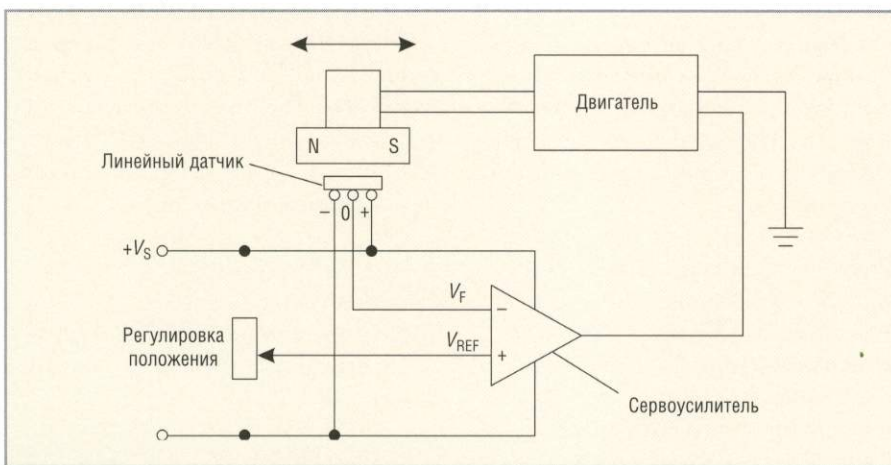 Двигатель
N S
Линейный датчик
– 0 +
+VS
VF
–
Регулировка
положения
VREF
+
Сервоусилитель